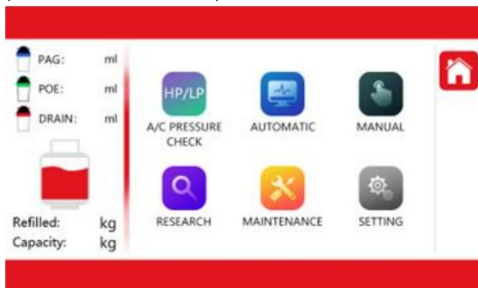 PAG: ml
POE: ml
DRAIN: ml
Refilled: kg
Capacity: kg
HP/LP
A/C PRESSURE
CHECK
AUTOMATIC
MANUAL
RESEARCH
MAINTENANCE
SETTING